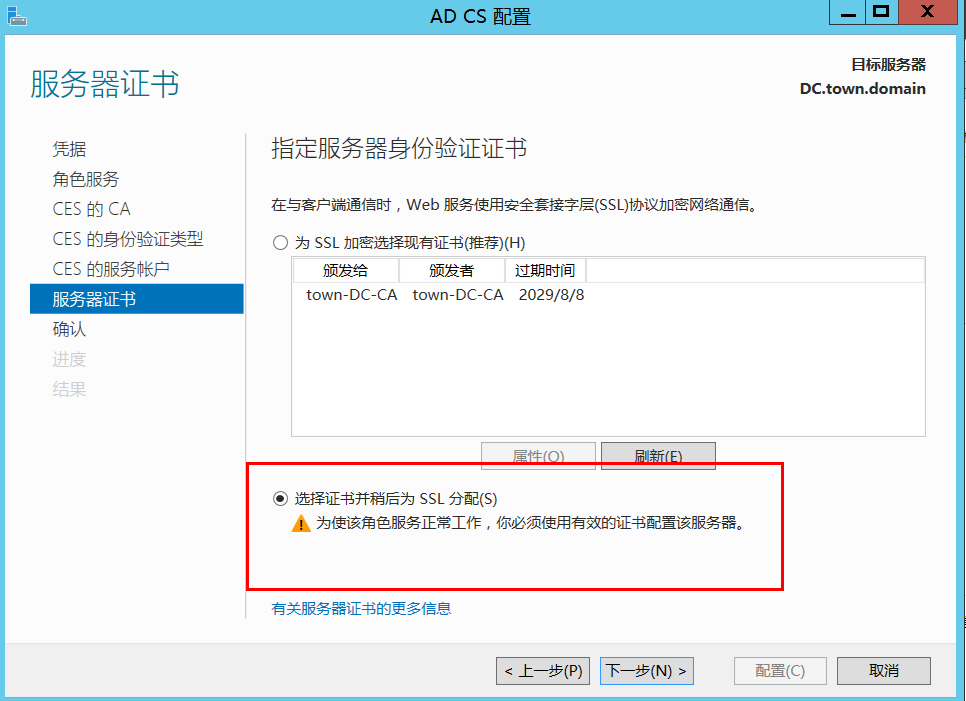 AD CS 配置
服务器证书
目标服务器
DC.town.domain
凭据
角色服务
CES 的 CA
CES 的身份验证类型
CES 的服务帐户
服务器证书
确认
进度
结果
指定服务器身份验证证书
在与客户端通信时，Web 服务使用安全套接字层(SSL)协议加密网络通信。
为 SSL 加密选择现有证书(推荐)(H)
颁发给 颁发者 过期时间
town-DC-CA town-DC-CA 2029/8/8
属性(O) 刷新(E)
选择证书并稍后为 SSL 分配(S)
为使该角色服务正常工作，你必须使用有效的证书配置该服务器。
有关服务器证书的更多信息
< 上一步(P) 下一步(N) > 配置(C) 取消